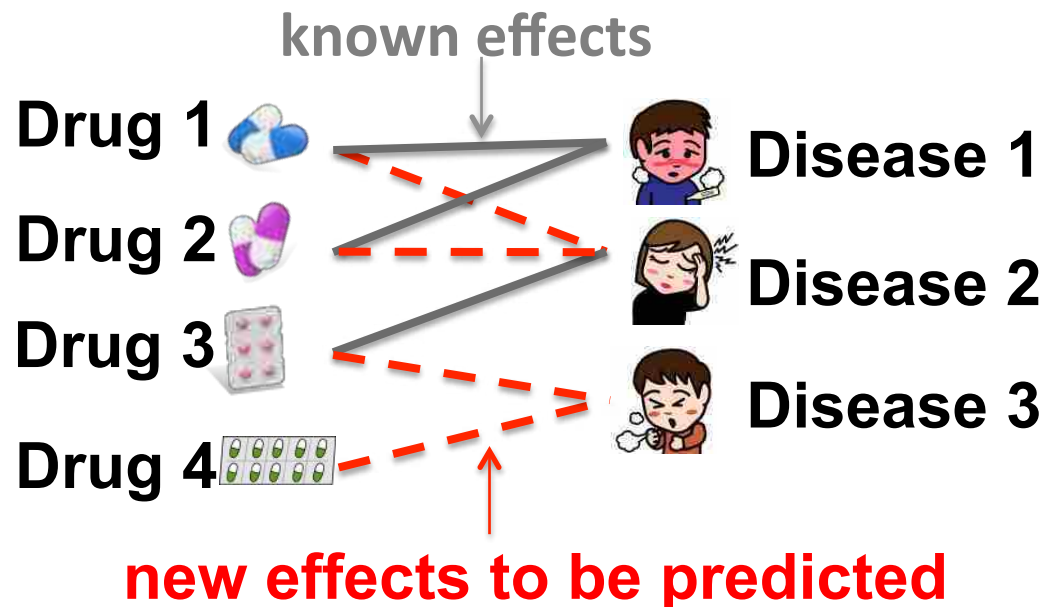 known effects
Drug 1
Disease 1
Drug 2
Disease 2
Drug 3
Disease 3
Drug 4
new effects to be predicted